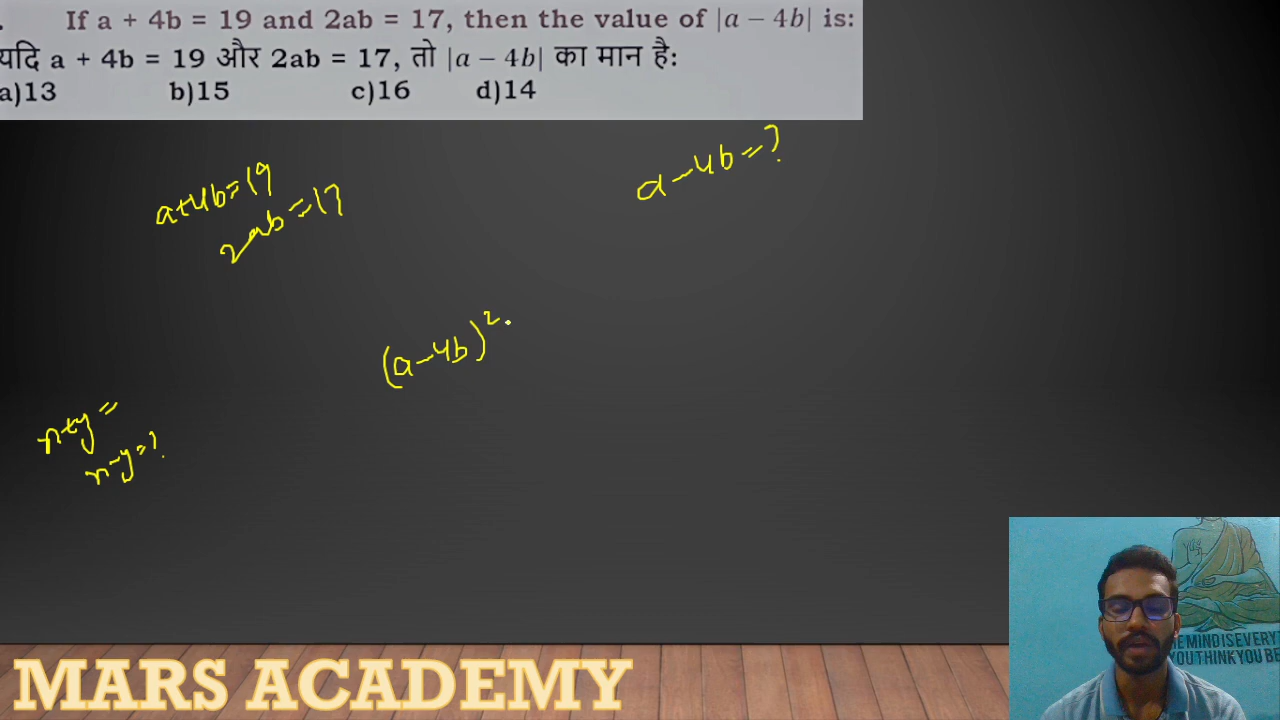 . If a + 4b = 19 and 2ab = 17, then the value of |a − 4b| is:
यदि a + 4b = 19 और 2ab = 17, तो |a − 4b| का मान है:
a)13 b)15 c)16 d)14
a+4b=19
2ab=17
a-4b=?
(a-4b)²
x+y=
x-y=?
THE MIND IS EVERY
YOU THINK YOU BE
MARS ACADEMY